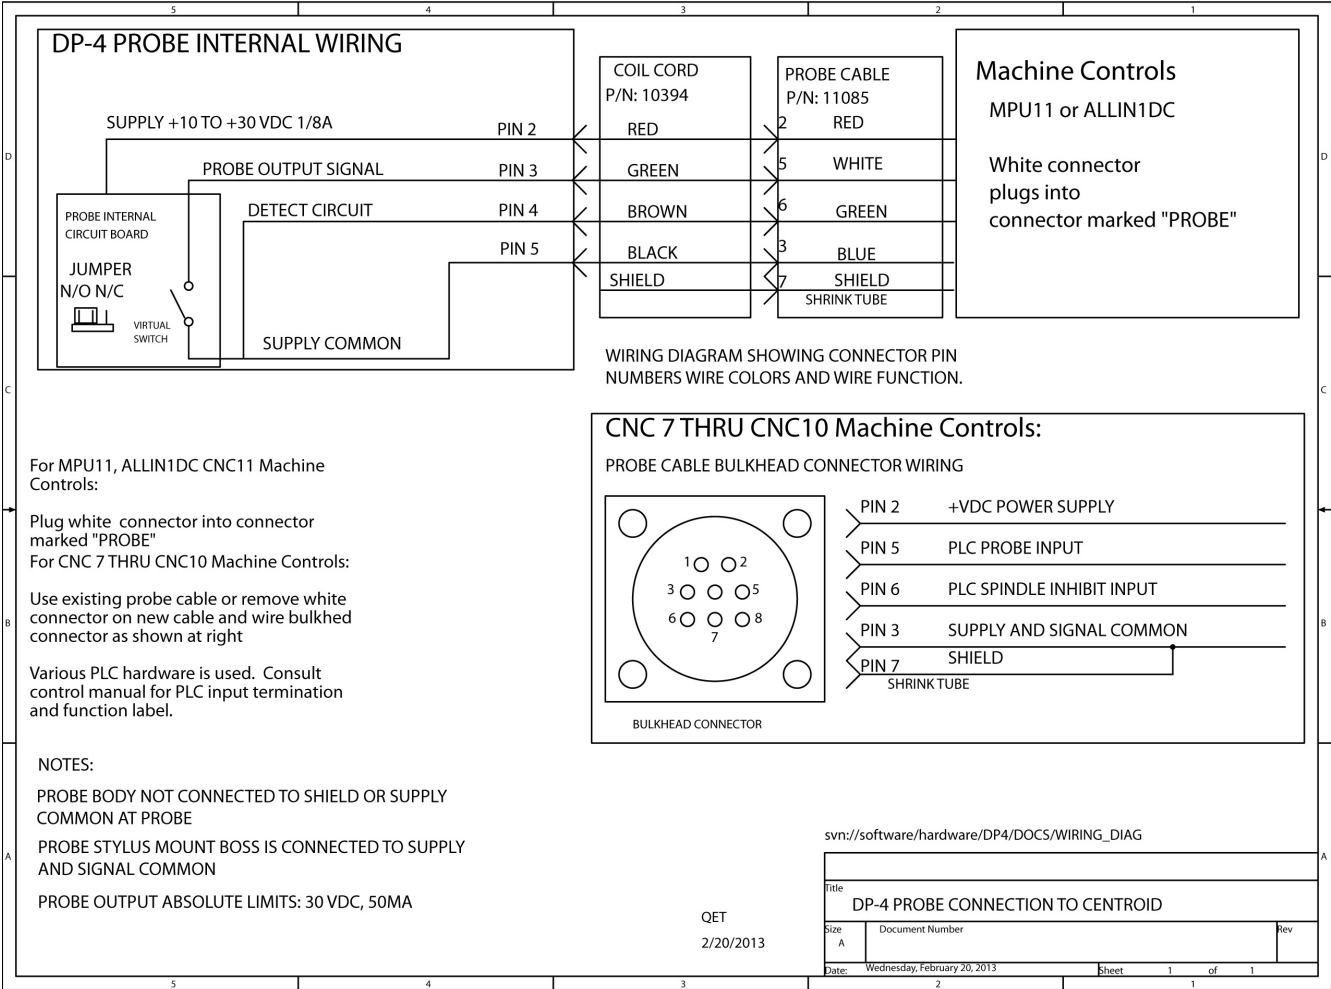 5 4 3 2 1
DP-4 PROBE INTERNAL WIRING
SUPPLY +10 TO +30 VDC 1/8A
PIN 2
PROBE OUTPUT SIGNAL
PIN 3
DETECT CIRCUIT
PIN 4
PIN 5
PROBE INTERNAL
CIRCUIT BOARD
JUMPER
N/O N/C
VIRTUAL
SWITCH
SUPPLY COMMON
COIL CORD
P/N: 10394
RED
GREEN
BROWN
BLACK
SHIELD
PROBE CABLE
P/N: 11085
2 RED
5 WHITE
6 GREEN
3 BLUE
7 SHIELD
SHRINK TUBE
Machine Controls
MPU11 or ALLIN1DC
White connector
plugs into
connector marked "PROBE"
D D
WIRING DIAGRAM SHOWING CONNECTOR PIN
NUMBERS WIRE COLORS AND WIRE FUNCTION.
C C
CNC 7 THRU CNC10 Machine Controls:
PROBE CABLE BULKHEAD CONNECTOR WIRING
1 2
3 5
6 8
7
BULKHEAD CONNECTOR
PIN 2 +VDC POWER SUPPLY
PIN 5 PLC PROBE INPUT
PIN 6 PLC SPINDLE INHIBIT INPUT
PIN 3 SUPPLY AND SIGNAL COMMON
PIN 7 SHIELD
SHRINK TUBE
For MPU11, ALLIN1DC CNC11 Machine
Controls:
Plug white connector into connector
marked "PROBE"
For CNC 7 THRU CNC10 Machine Controls:
Use existing probe cable or remove white
connector on new cable and wire bulkhed
connector as shown at right
Various PLC hardware is used. Consult
control manual for PLC input termination
and function label.
B B
NOTES:
PROBE BODY NOT CONNECTED TO SHIELD OR SUPPLY
COMMON AT PROBE
PROBE STYLUS MOUNT BOSS IS CONNECTED TO SUPPLY
AND SIGNAL COMMON
PROBE OUTPUT ABSOLUTE LIMITS: 30 VDC, 50MA
A A
QET
2/20/2013
svn://software/hardware/DP4/DOCS/WIRING_DIAG
Title
DP-4 PROBE CONNECTION TO CENTROID
Size Document Number Rev
A
Date: Wednesday, February 20, 2013 Sheet 1 of 1
5 4 3 2 1